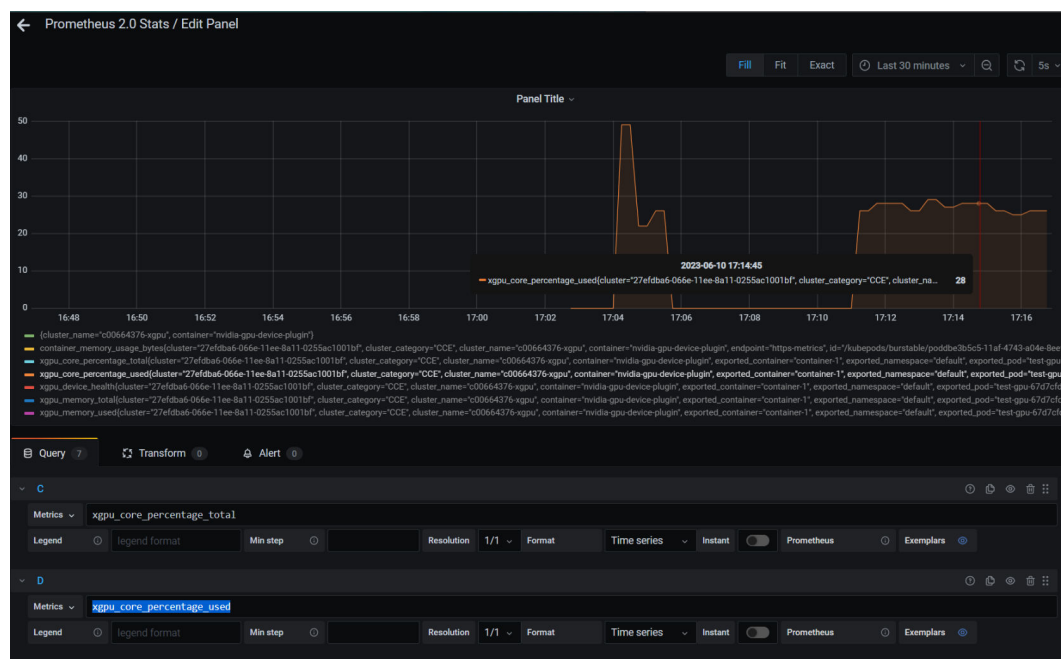 Prometheus 2.0 Stats / Edit Panel
Fill Fit Exact Last 30 minutes 5s
Panel Title
50
40
30
20
10
0
2023-06-10 17:14:45
xgpu_core_percentage_used{cluster="27efdba6-066e-11ee-8a11-0255ac1001bf", cluster_category="CCE", cluster_na... 28
16:48 16:50 16:52 16:54 16:56 16:58 17:00 17:02 17:04 17:06 17:08 17:10 17:12 17:14 17:16
{cluster_name="c00664376-xgpu", container="nvidia-gpu-device-plugin"}
container_memory_usage_bytes{cluster="27efdba6-066e-11ee-8a11-0255ac1001bf", cluster_category="CCE", cluster_name="c00664376-xgpu", container="nvidia-gpu-device-plugin", endpoint="https-metrics", id="/kubepods/burstable/poddbe3b5c5-11af-4743-a04e-8ee
xgpu_core_percentage_total{cluster="27efdba6-066e-11ee-8a11-0255ac1001bf", cluster_category="CCE", cluster_name="c00664376-xgpu", container="nvidia-gpu-device-plugin", exported_container="container-1", exported_namespace="default", exported_pod="test-gpu
xgpu_core_percentage_used{cluster="27efdba6-066e-11ee-8a11-0255ac1001bf", cluster_category="CCE", cluster_name="c00664376-xgpu", container="nvidia-gpu-device-plugin", exported_container="container-1", exported_namespace="default", exported_pod="test-gpu
xgpu_device_health{cluster="27efdba6-066e-11ee-8a11-0255ac1001bf", cluster_category="CCE", cluster_name="c00664376-xgpu", container="nvidia-gpu-device-plugin", exported_container="container-1", exported_namespace="default", exported_pod="test-gpu-67d7cfd
xgpu_memory_total{cluster="27efdba6-066e-11ee-8a11-0255ac1001bf", cluster_category="CCE", cluster_name="c00664376-xgpu", container="nvidia-gpu-device-plugin", exported_container="container-1", exported_namespace="default", exported_pod="test-gpu-67d7cfd
xgpu_memory_used{cluster="27efdba6-066e-11ee-8a11-0255ac1001bf", cluster_category="CCE", cluster_name="c00664376-xgpu", container="nvidia-gpu-device-plugin", exported_container="container-1", exported_namespace="default", exported_pod="test-gpu-67d7cfd
Query 7 Transform 0 Alert 0
C
Metrics xgpu_core_percentage_total
Legend legend format Min step Resolution 1/1 Format Time series Instant Prometheus Exemplars
D
Metrics xgpu_core_percentage_used
Legend legend format Min step Resolution 1/1 Format Time series Instant Prometheus Exemplars